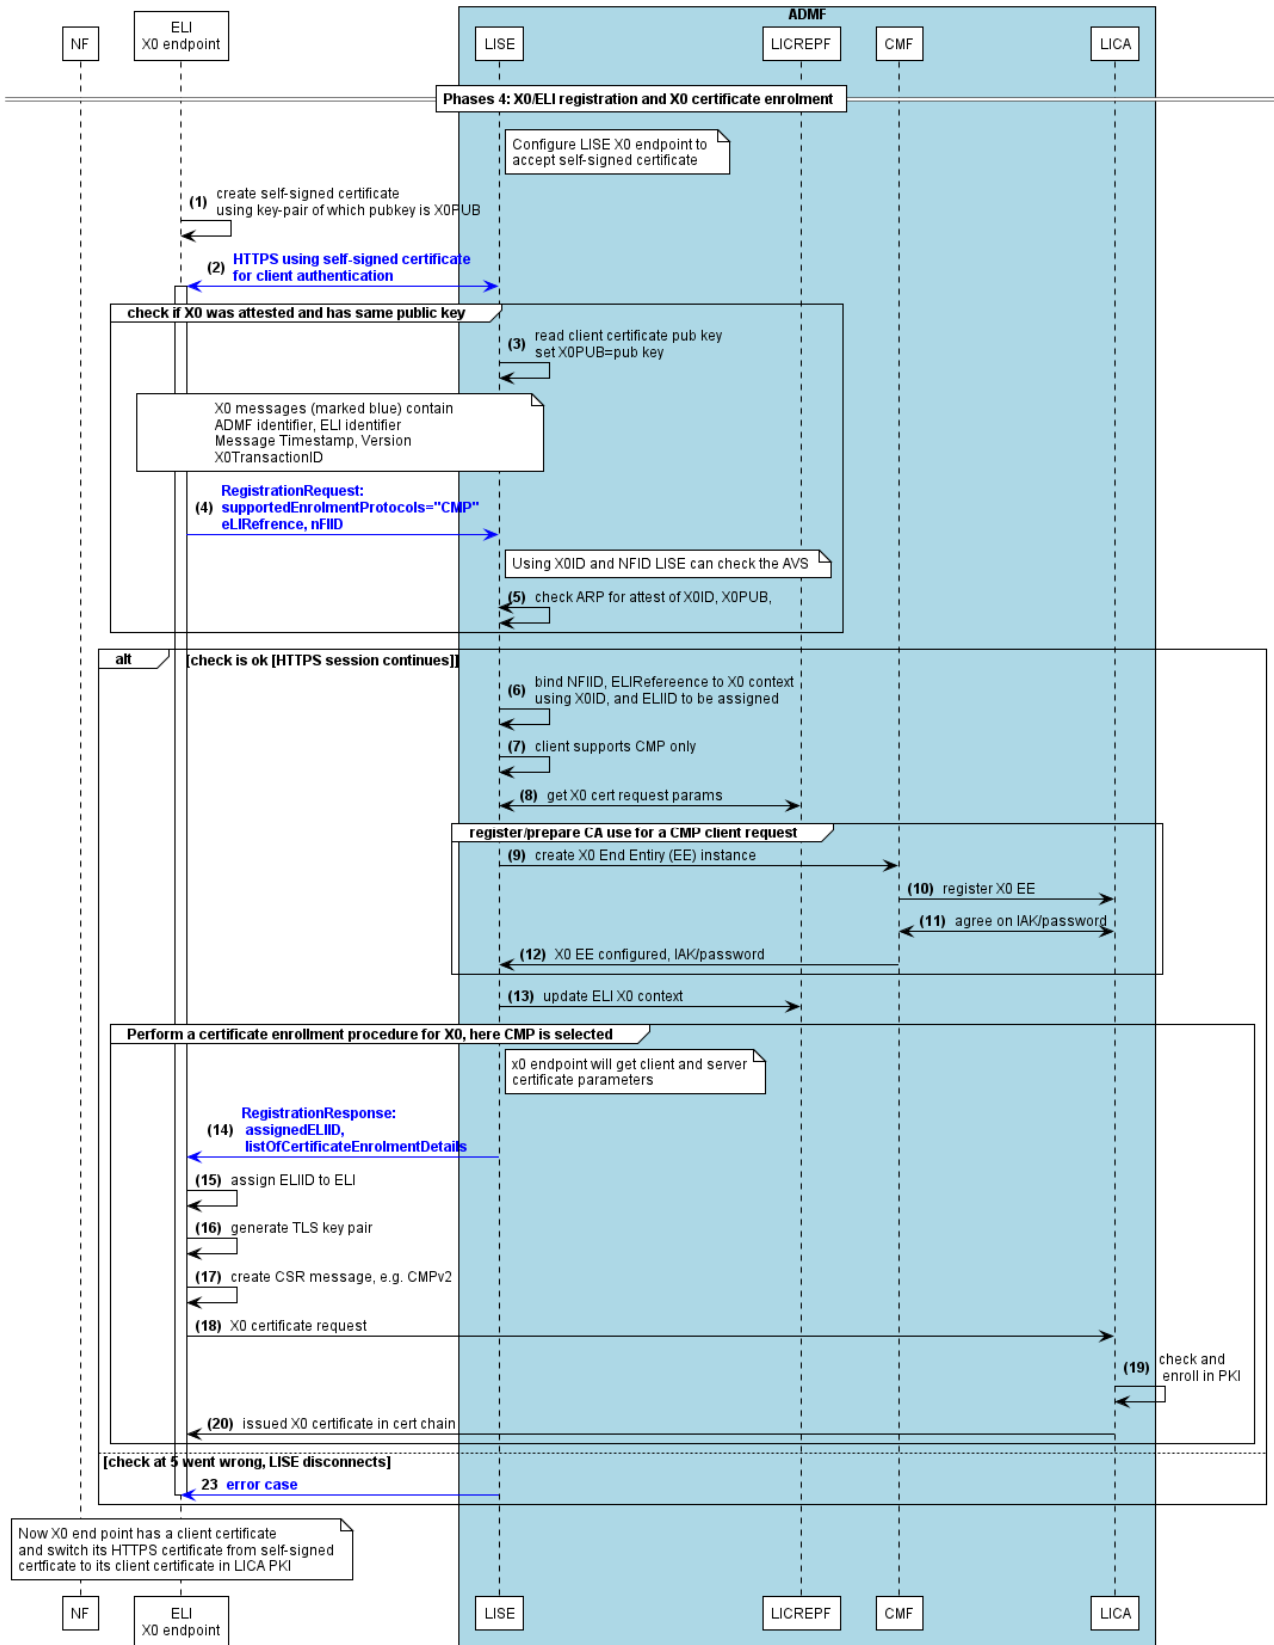 ADMF
NF
ELI
X0 endpoint
LISE
LICREPF
CMF
LICA
Phases 4: X0/ELI registration and X0 certificate enrolment
Configure LISE X0 endpoint to
accept self-signed certificate
(1) create self-signed certificate
using key-pair of which pubkey is X0PUB
(2) HTTPS using self-signed certificate
for client authentication
check if X0 was attested and has same public key
(3) read client certificate pub key
set X0PUB=pub key
X0 messages (marked blue) contain
ADMF identifier, ELI identifier
Message Timestamp, Version
X0TransactionID
RegistrationRequest:
(4) supportedEnrolmentProtocols="CMP"
eLIRefrence, nFIID
Using X0ID and NFID LISE can check the AVS
(5) check ARP for attest of X0ID, X0PUB,
alt [check is ok [HTTPS session continues]]
(6) bind NFIID, ELIRefereence to X0 context
using X0ID, and ELIID to be assigned
(7) client supports CMP only
(8) get X0 cert request params
register/prepare CA use for a CMP client request
(9) create X0 End Entiry (EE) instance
(10) register X0 EE
(11) agree on IAK/password
(12) X0 EE configured, IAK/password
(13) update ELI X0 context
Perform a certificate enrollment procedure for X0, here CMP is selected
x0 endpoint will get client and server
certificate parameters
RegistrationResponse:
(14) assignedELIID,
listOfCertificateEnrolmentDetails
(15) assign ELIID to ELI
(16) generate TLS key pair
(17) create CSR message, e.g. CMPv2
(18) X0 certificate request
(19) check and
enroll in PKI
(20) issued X0 certificate in cert chain
[check at 5 went wrong, LISE disconnects]
23 error case
Now X0 end point has a client certificate
and switch its HTTPS certificate from self-signed
certficate to its client certificate in LICA PKI
NF
ELI
X0 endpoint
LISE
LICREPF
CMF
LICA